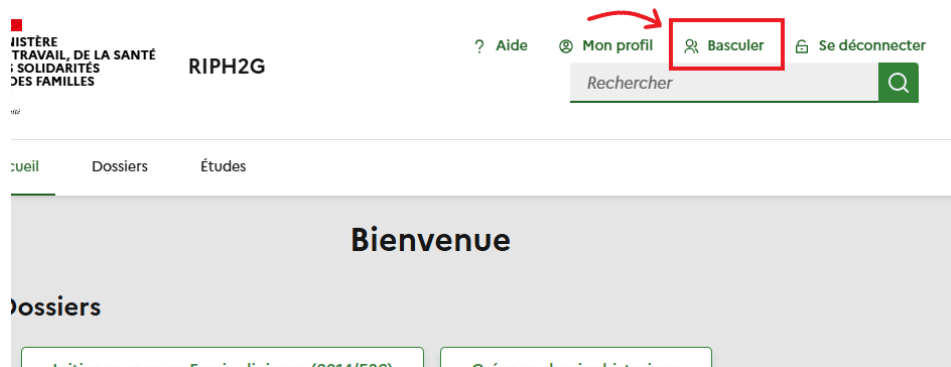 NISTÈRE
TRAVAIL, DE LA SANTÉ
SOLIDARITÉS
DES FAMILLES
RIPH2G
? Aide
Mon profil
Basculer
Se déconnecter
Rechercher
cueil
Dossiers
Études
Bienvenue
Dossiers